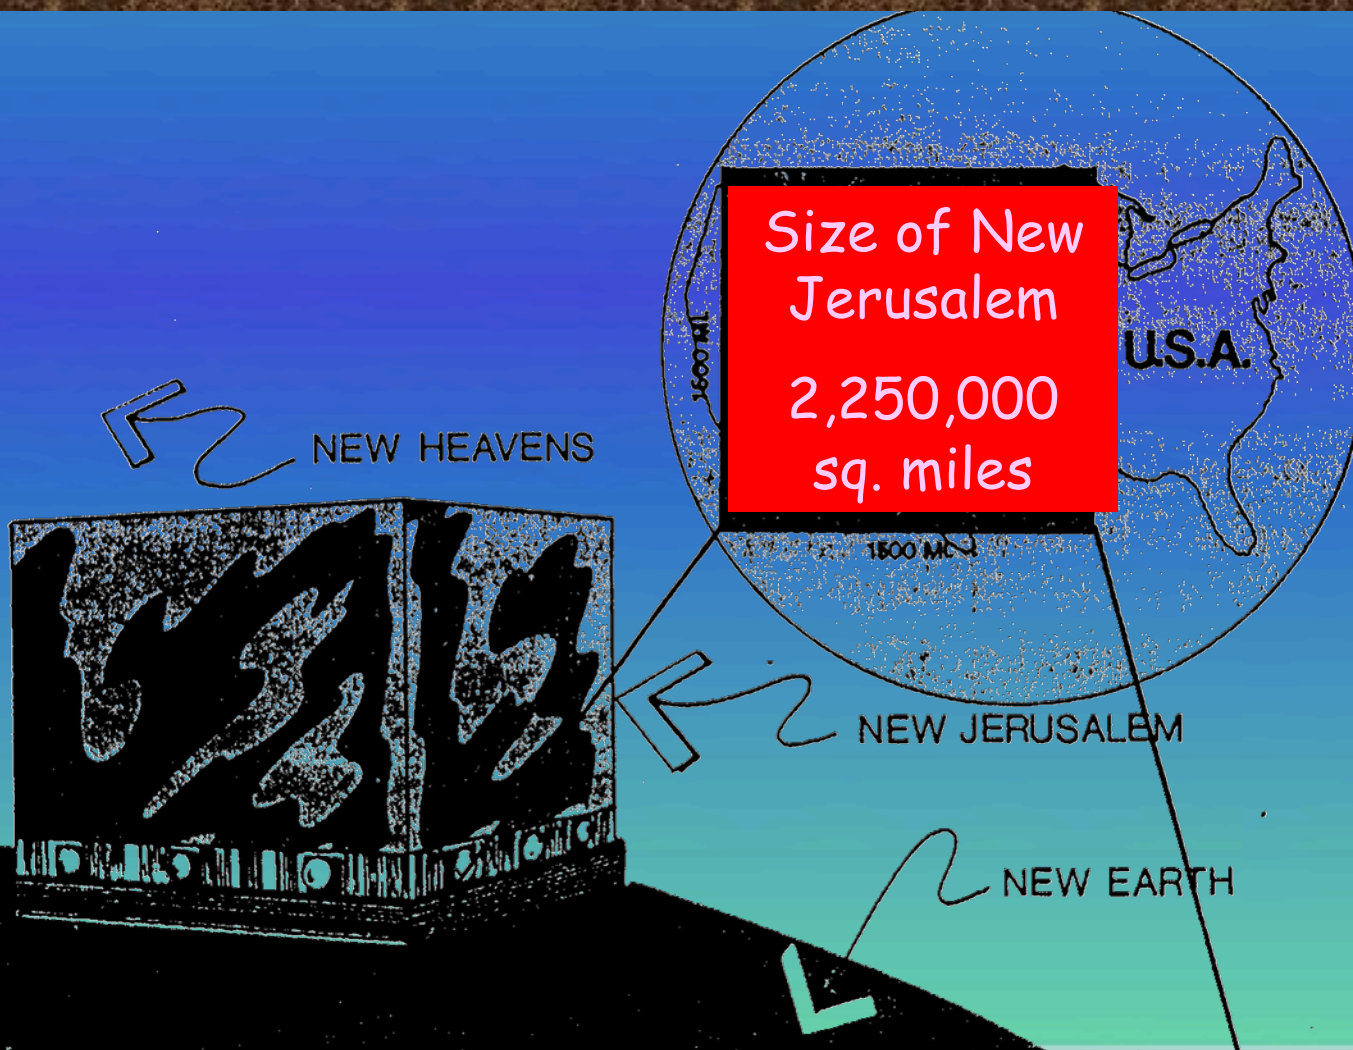 Size of New
Jerusalem
2,250,000
sq. miles
U.S.A.
1500 MI.
1500 MI.
NEW HEAVENS
NEW JERUSALEM
NEW EARTH